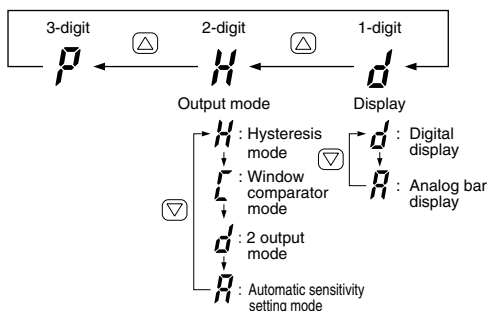 3-digit 2-digit 1-digit
P H d
Output mode Display
H : Hysteresis mode
C : Window comparator mode
d : 2 output mode
A : Automatic sensitivity setting mode
d : Digital display
A : Analog bar display